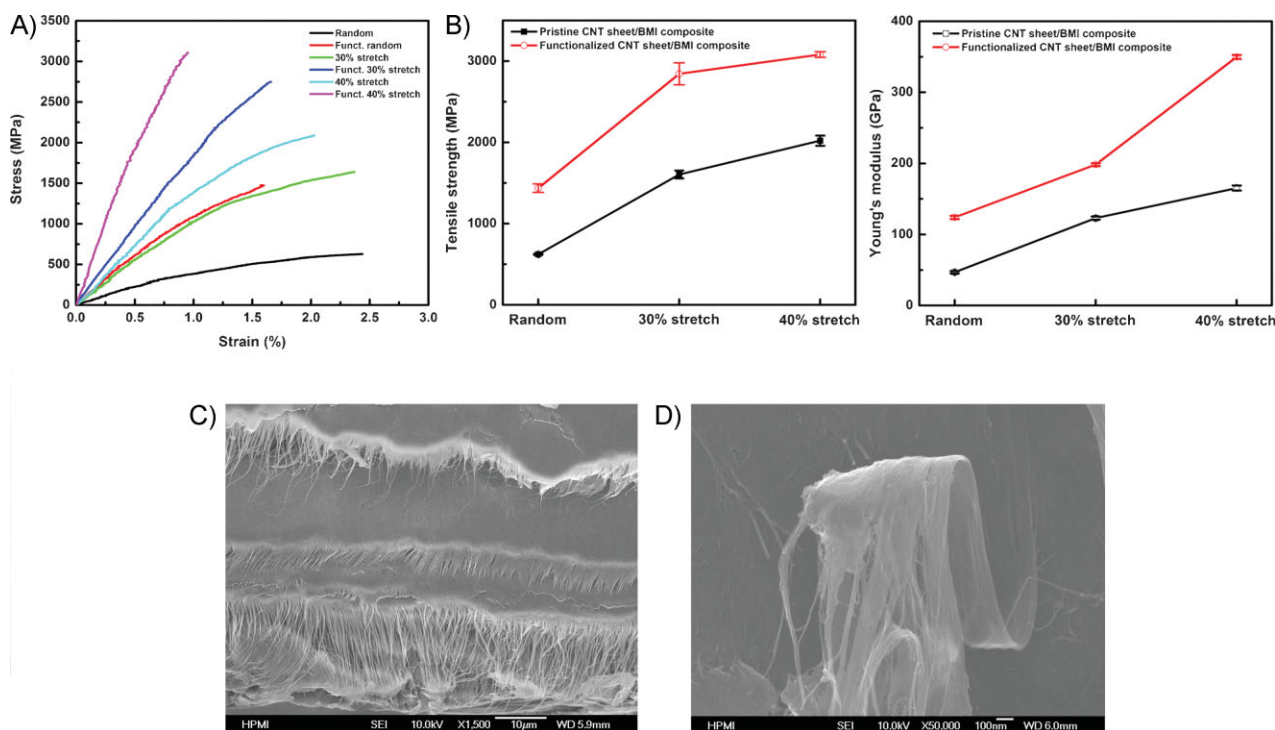 A)
3500
3000
2500
2000
1500
1000
500
0
0.0 0.5 1.0 1.5 2.0 2.5 3.0
Stress (MPa)
Strain (%)
Random
Funct. random
30% stretch
Funct. 30% stretch
40% stretch
Funct. 40% stretch
B)
Pristine CNT sheet/BMI composite
Functionalized CNT sheet/BMI composite
Tensile strength (MPa)
3000
2000
1000
0
Random 30% stretch 40% stretch
Pristine CNT sheet/BMI composite
Functionalized CNT sheet/BMI composite
Young's modulus (GPa)
400
300
200
100
0
Random 30% stretch 40% stretch
C)
HPMI SEI 10.0kV X1,500 10µm WD 5.9mm
D)
HPMI SEI 10.0kV X50,000 100nm WD 6.0mm